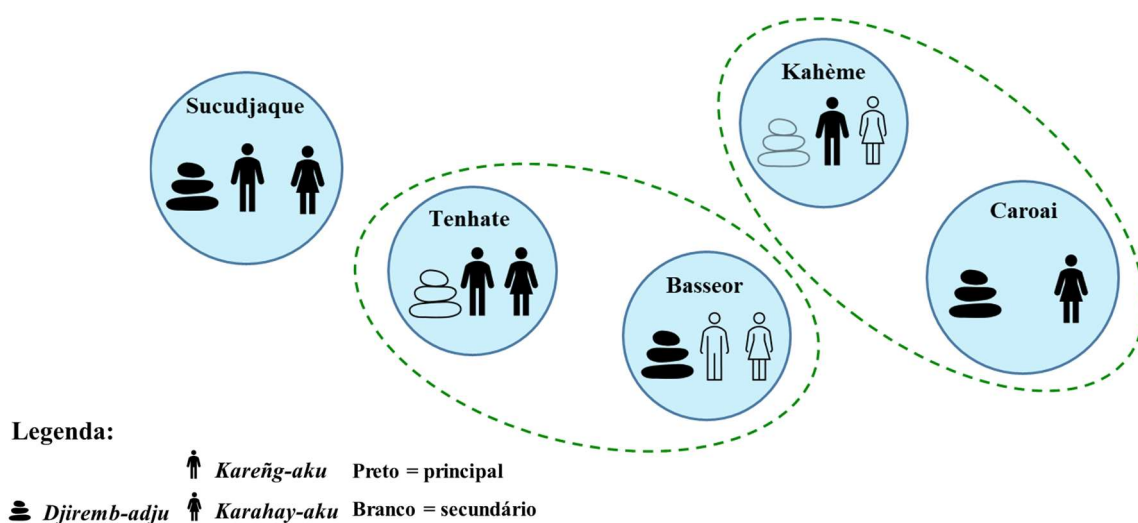 Kahème
Sucudjaque
Caroai
Tenhate
Basseor
Legenda:
Kareñg-aku Preto = principal
Djiremb-adju Karahay-aku Branco = secundário